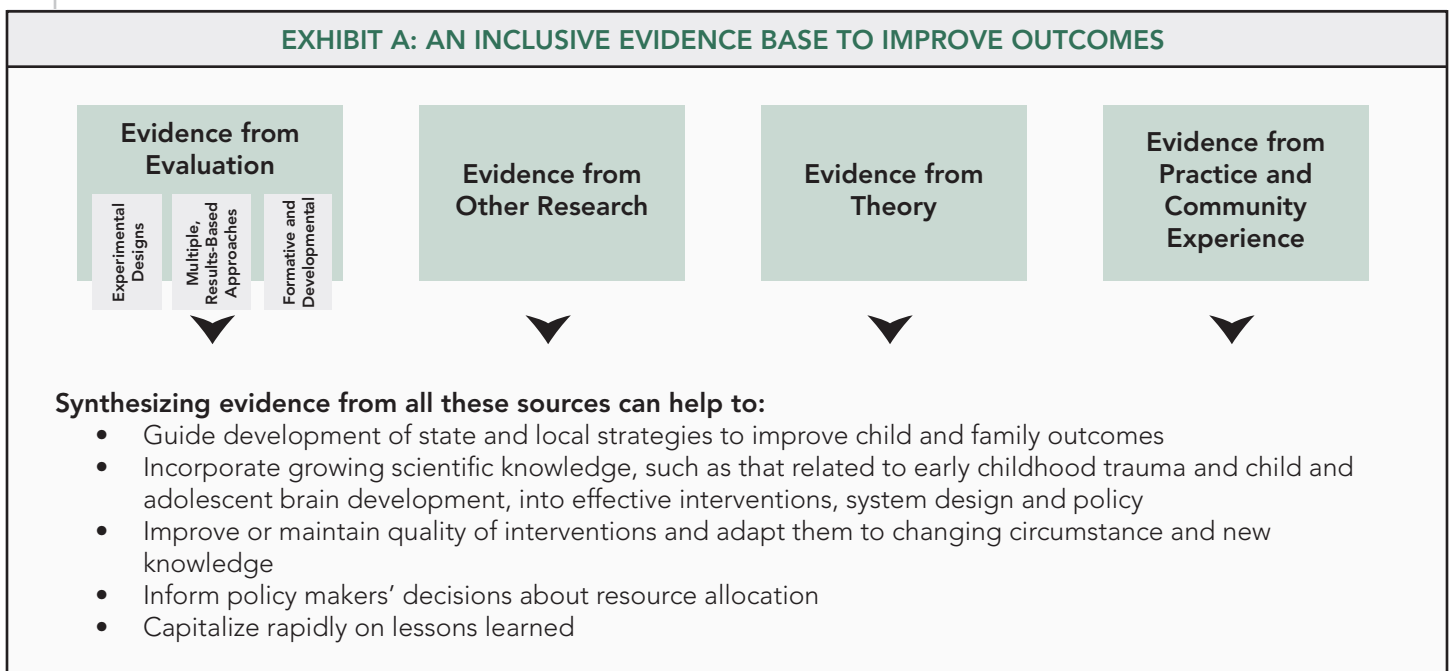 EXHIBIT A: AN INCLUSIVE EVIDENCE BASE TO IMPROVE OUTCOMES
Evidence from
Evaluation
Experimental
Designs
Multiple,
Results-Based
Approaches
Formative and
Developmental
Evidence from
Other Research
Evidence from
Theory
Evidence from
Practice and
Community
Experience
Synthesizing evidence from all these sources can help to:
• Guide development of state and local strategies to improve child and family outcomes
• Incorporate growing scientific knowledge, such as that related to early childhood trauma and child and
adolescent brain development, into effective interventions, system design and policy
• Improve or maintain quality of interventions and adapt them to changing circumstance and new
knowledge
• Inform policy makers’ decisions about resource allocation
• Capitalize rapidly on lessons learned